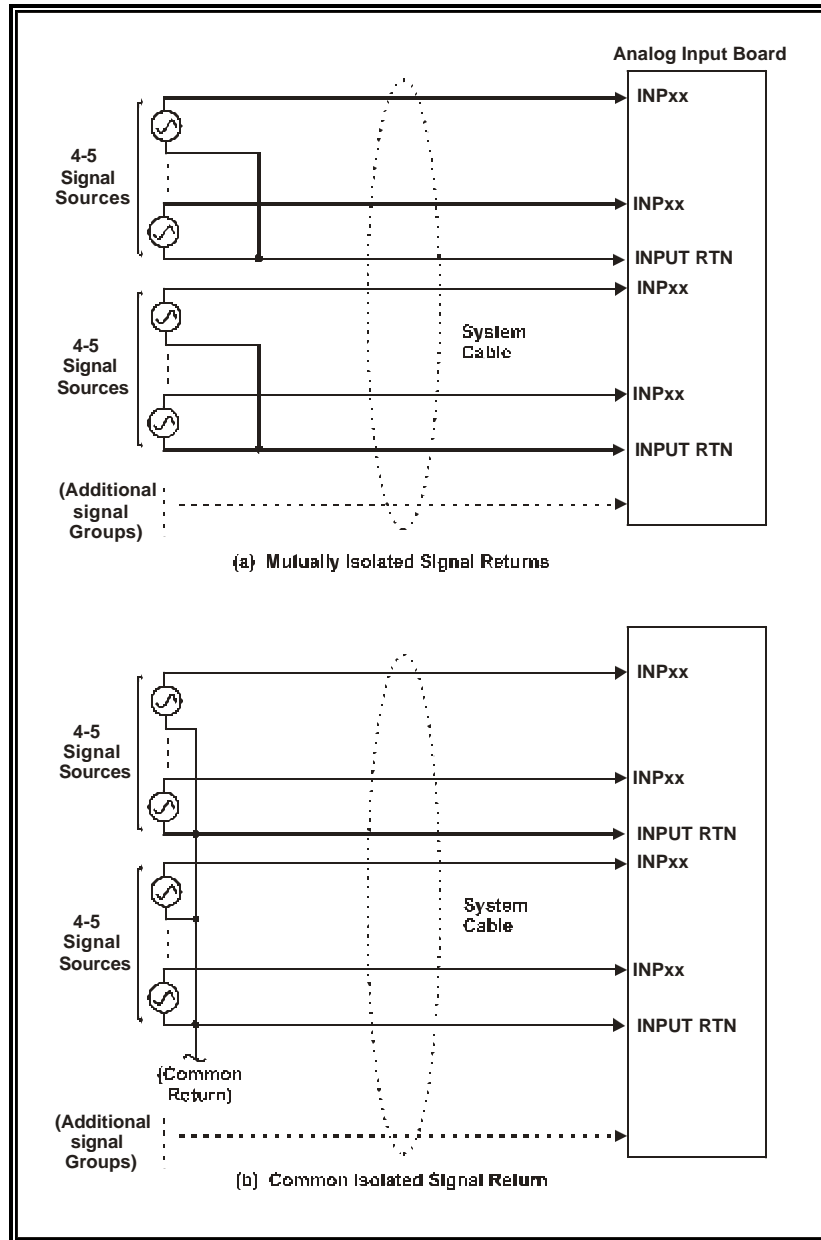 Analog Input Board
INPxx
4-5
Signal
Sources
INPxx
INPUT RTN
INPxx
4-5
Signal
Sources
System
Cable
INPxx
INPUT RTN
(Additional
signal
Groups)
(a) Mutually Isolated Signal Returns
INPxx
4-5
Signal
Sources
INPxx
INPUT RTN
INPxx
4-5
Signal
Sources
System
Cable
INPxx
INPUT RTN
(Common
Return)
(Additional
signal
Groups)
(b) Common Isolated Signal Return